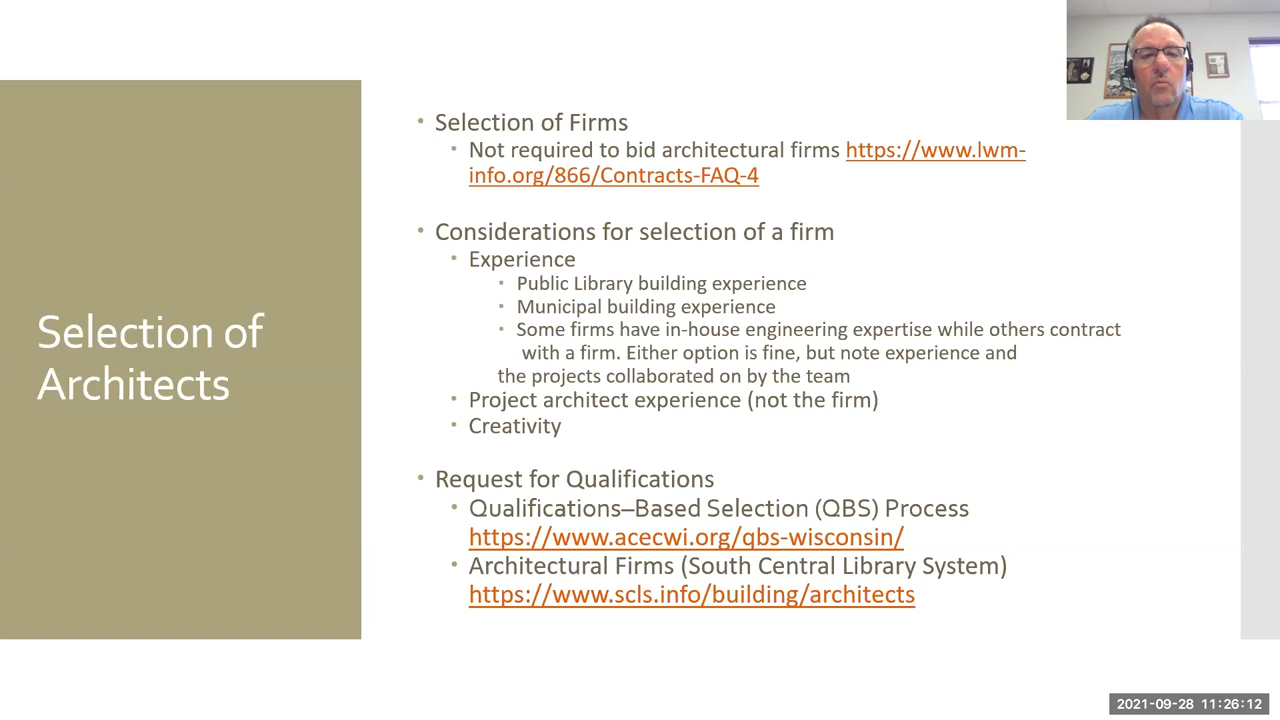 Selection of
Architects
Selection of Firms
Not required to bid architectural firms https://www.lwm-
info.org/866/Contracts-FAQ-4
Considerations for selection of a firm
Experience
Public Library building experience
Municipal building experience
Some firms have in-house engineering expertise while others contract
with a firm. Either option is fine, but note experience and
the projects collaborated on by the team
Project architect experience (not the firm)
Creativity
Request for Qualifications
Qualifications–Based Selection (QBS) Process
https://www.acecwi.org/qbs-wisconsin/
Architectural Firms (South Central Library System)
https://www.scls.info/building/architects
2021-09-28 11:26:12